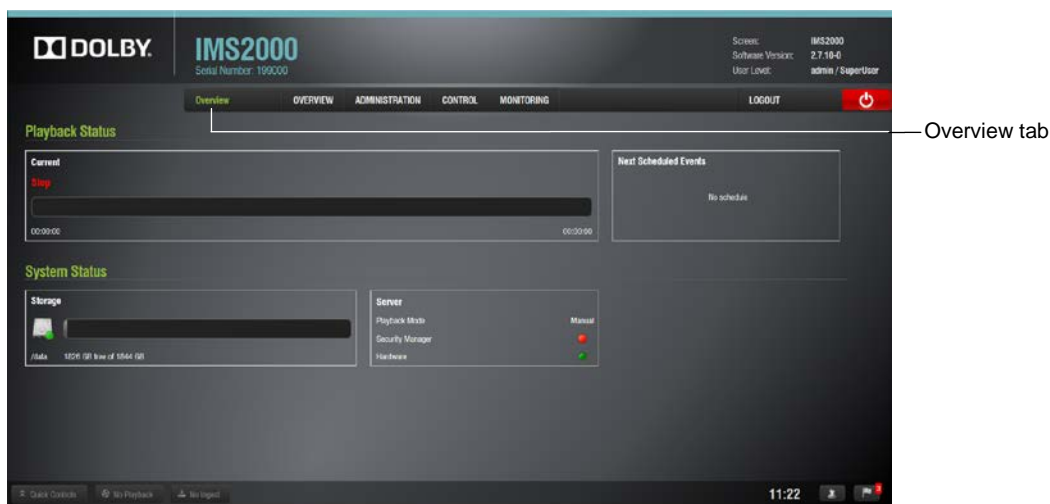 DOLBY.
IMS2000
Serial Number: 199000
Screen: IMS2000
Software Version: 2.7.10-0
User Level: admin / SuperUser
Overview OVERVIEW ADMINISTRATION CONTROL MONITORING LOGOUT
Overview tab
Playback Status
Current
Stop
00:00:00 00:00:00
Next Scheduled Events
No schedule
System Status
Storage
/data 1826 GB free of 1844 GB
Server
Playback Mode Manual
Security Manager
Hardware
Quick Controls No Playback No Ingest 11:22